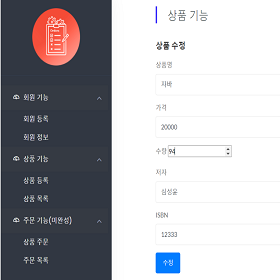 회원 기능
회원 등록
회원 정보
상품 기능
상품 등록
상품 목록
주문 기능(미완성)
상품 주문
주문 목록
상품 기능
상품 수정
상품명
자바
가격
20000
수량 94
저자
삼성윤
ISBN
12333
수정